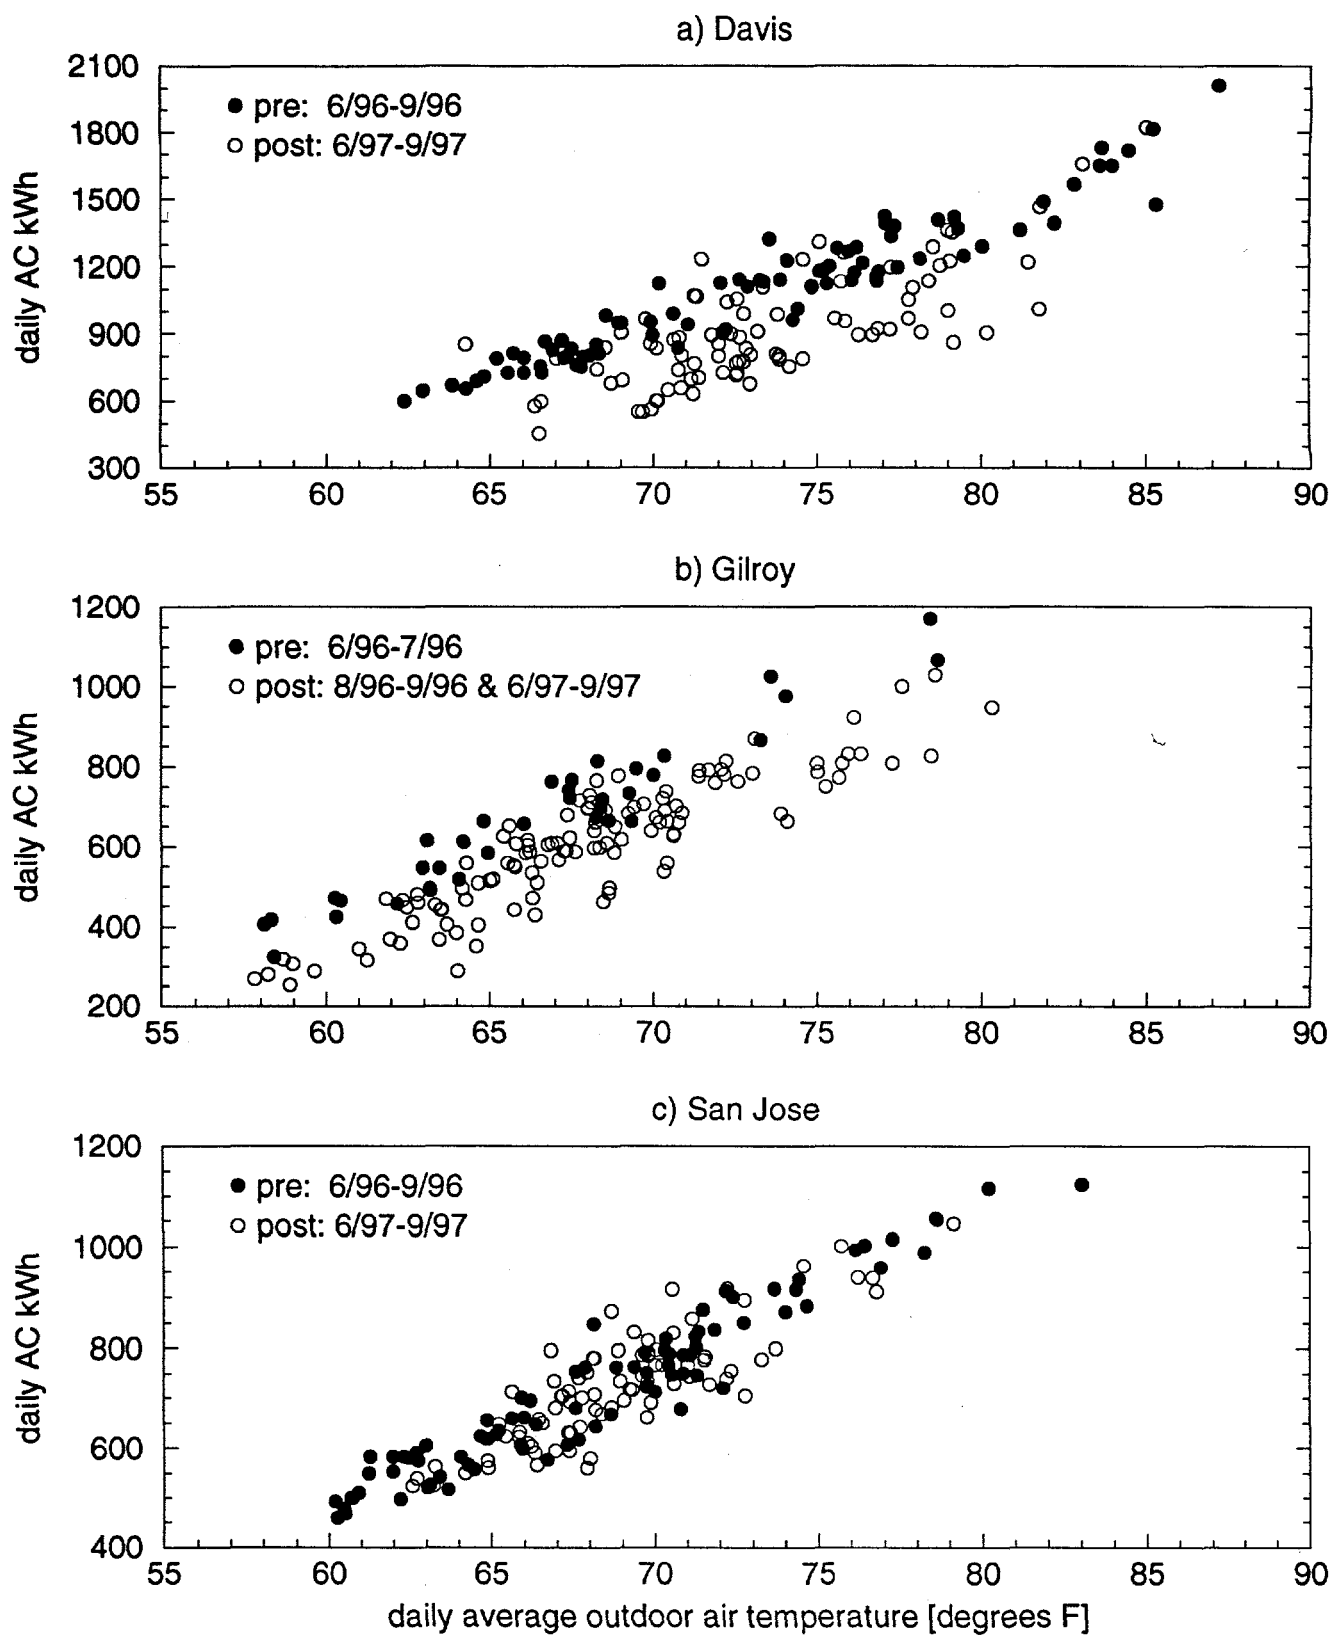 a) Davis
2100
1800
1500
1200
900
600
300
daily AC kWh
● pre: 6/96-9/96
○ post: 6/97-9/97
55 60 65 70 75 80 85 90
b) Gilroy
1200
1000
800
600
400
200
daily AC kWh
● pre: 6/96-7/96
○ post: 8/96-9/96 & 6/97-9/97
55 60 65 70 75 80 85 90
c) San Jose
1200
1000
800
600
400
daily AC kWh
● pre: 6/96-9/96
○ post: 6/97-9/97
55 60 65 70 75 80 85 90
daily average outdoor air temperature [degrees F]